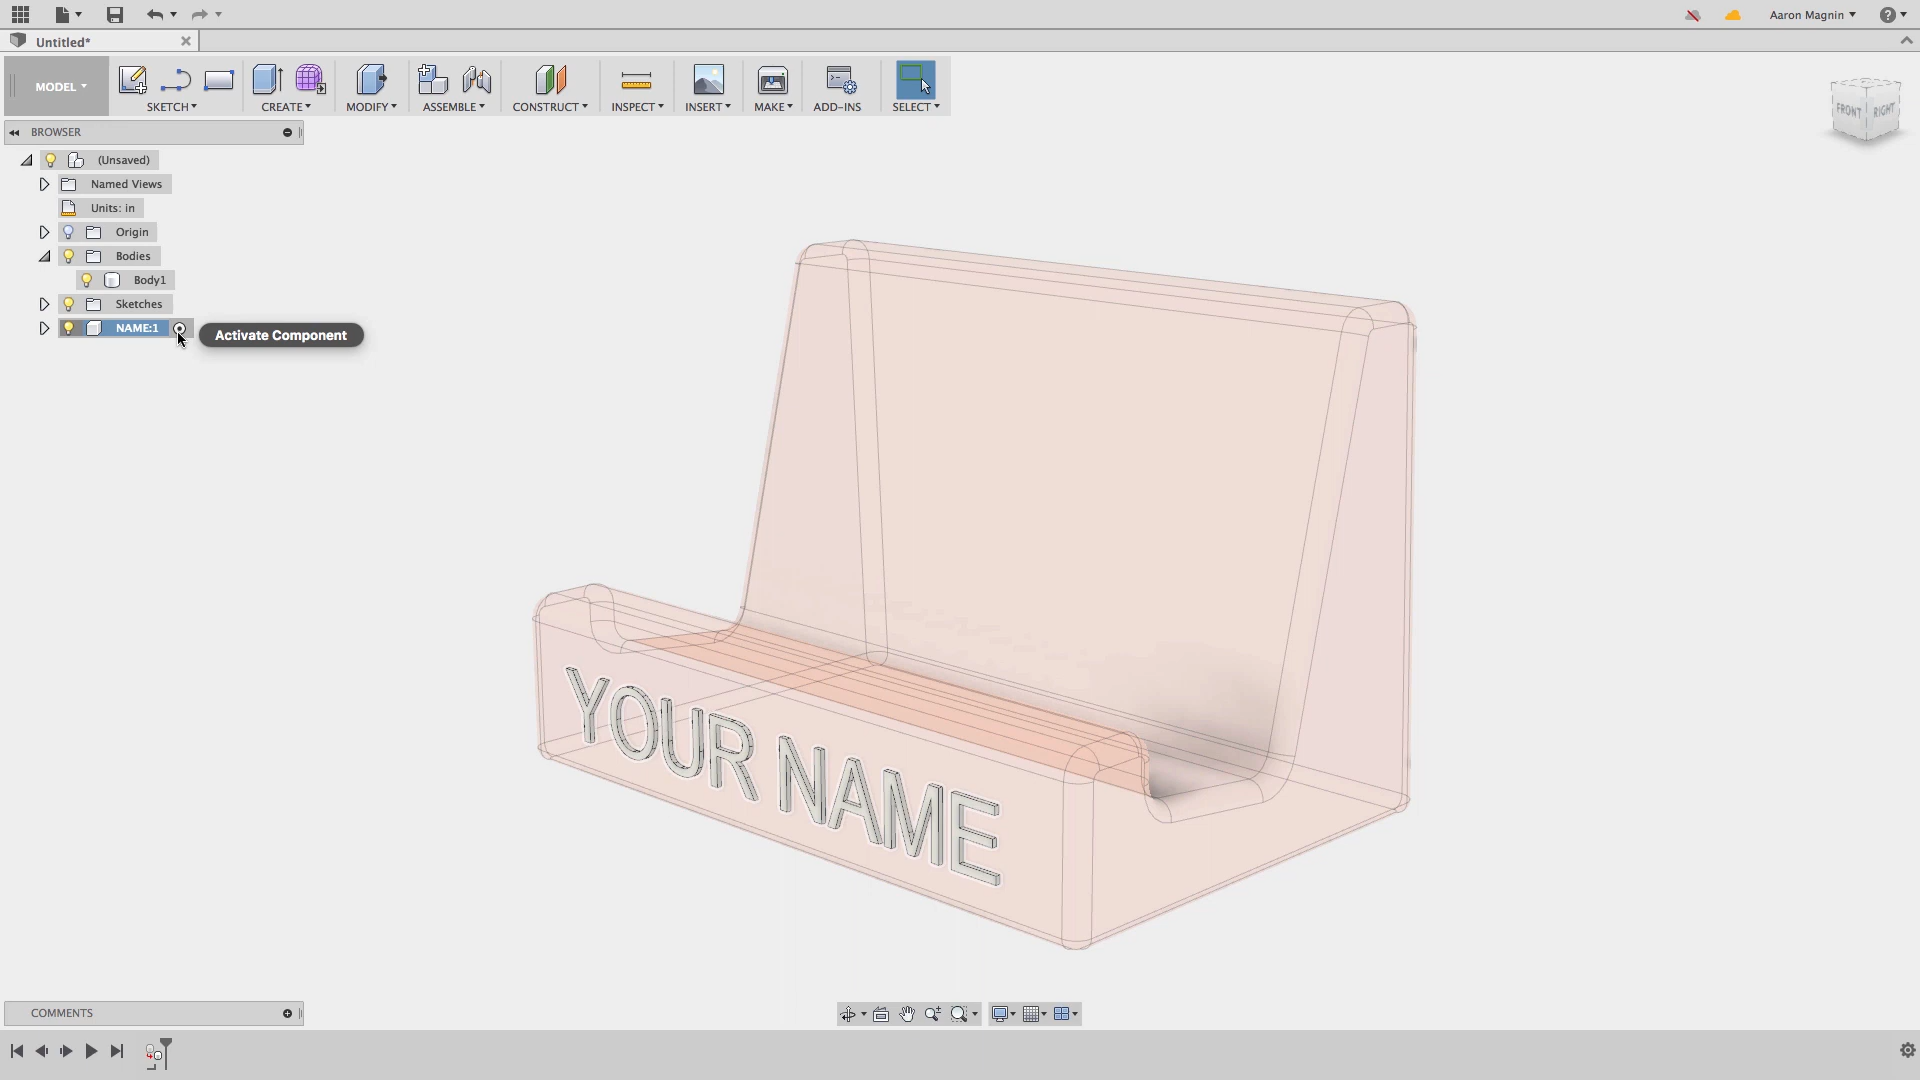 Aaron Magnin
Untitled*
MODEL
SKETCH
CREATE
MODIFY
ASSEMBLE
CONSTRUCT
INSPECT
INSERT
MAKE
ADD-INS
SELECT
FRONT
RIGHT
BROWSER
(Unsaved)
Named Views
Units: in
Origin
Bodies
Body1
Sketches
NAME:1
Activate Component
YOUR NAME
COMMENTS